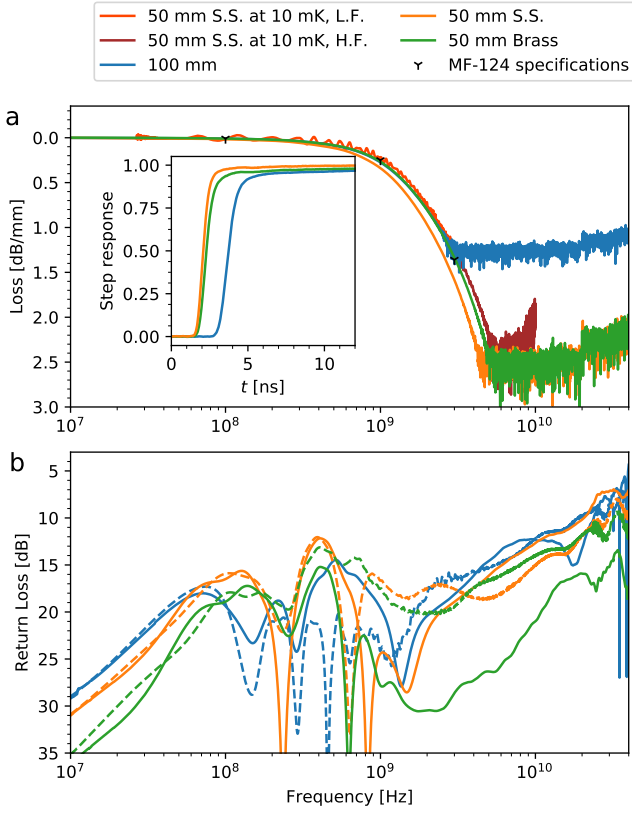 50 mm S.S. at 10 mK, L.F.
50 mm S.S. at 10 mK, H.F.
100 mm
50 mm S.S.
50 mm Brass
MF-124 specifications
a
0.0
0.5
1.0
1.5
2.0
2.5
3.0
Loss [dB/mm]
1.00
0.75
0.50
0.25
0.00
Step response
0 5 10
t [ns]
10⁷ 10⁸ 10⁹ 10¹⁰
b
5
10
15
20
25
30
35
Return Loss [dB]
10⁷ 10⁸ 10⁹ 10¹⁰
Frequency [Hz]